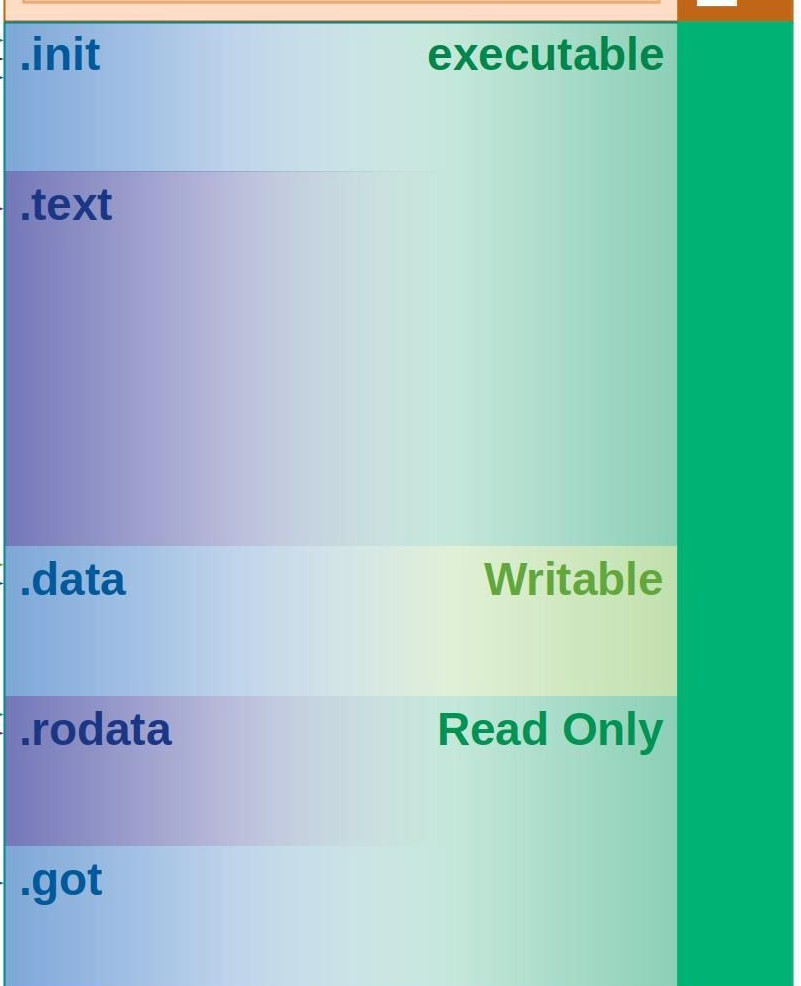 .init executable
.text
.data Writable
.rodata Read Only
.got